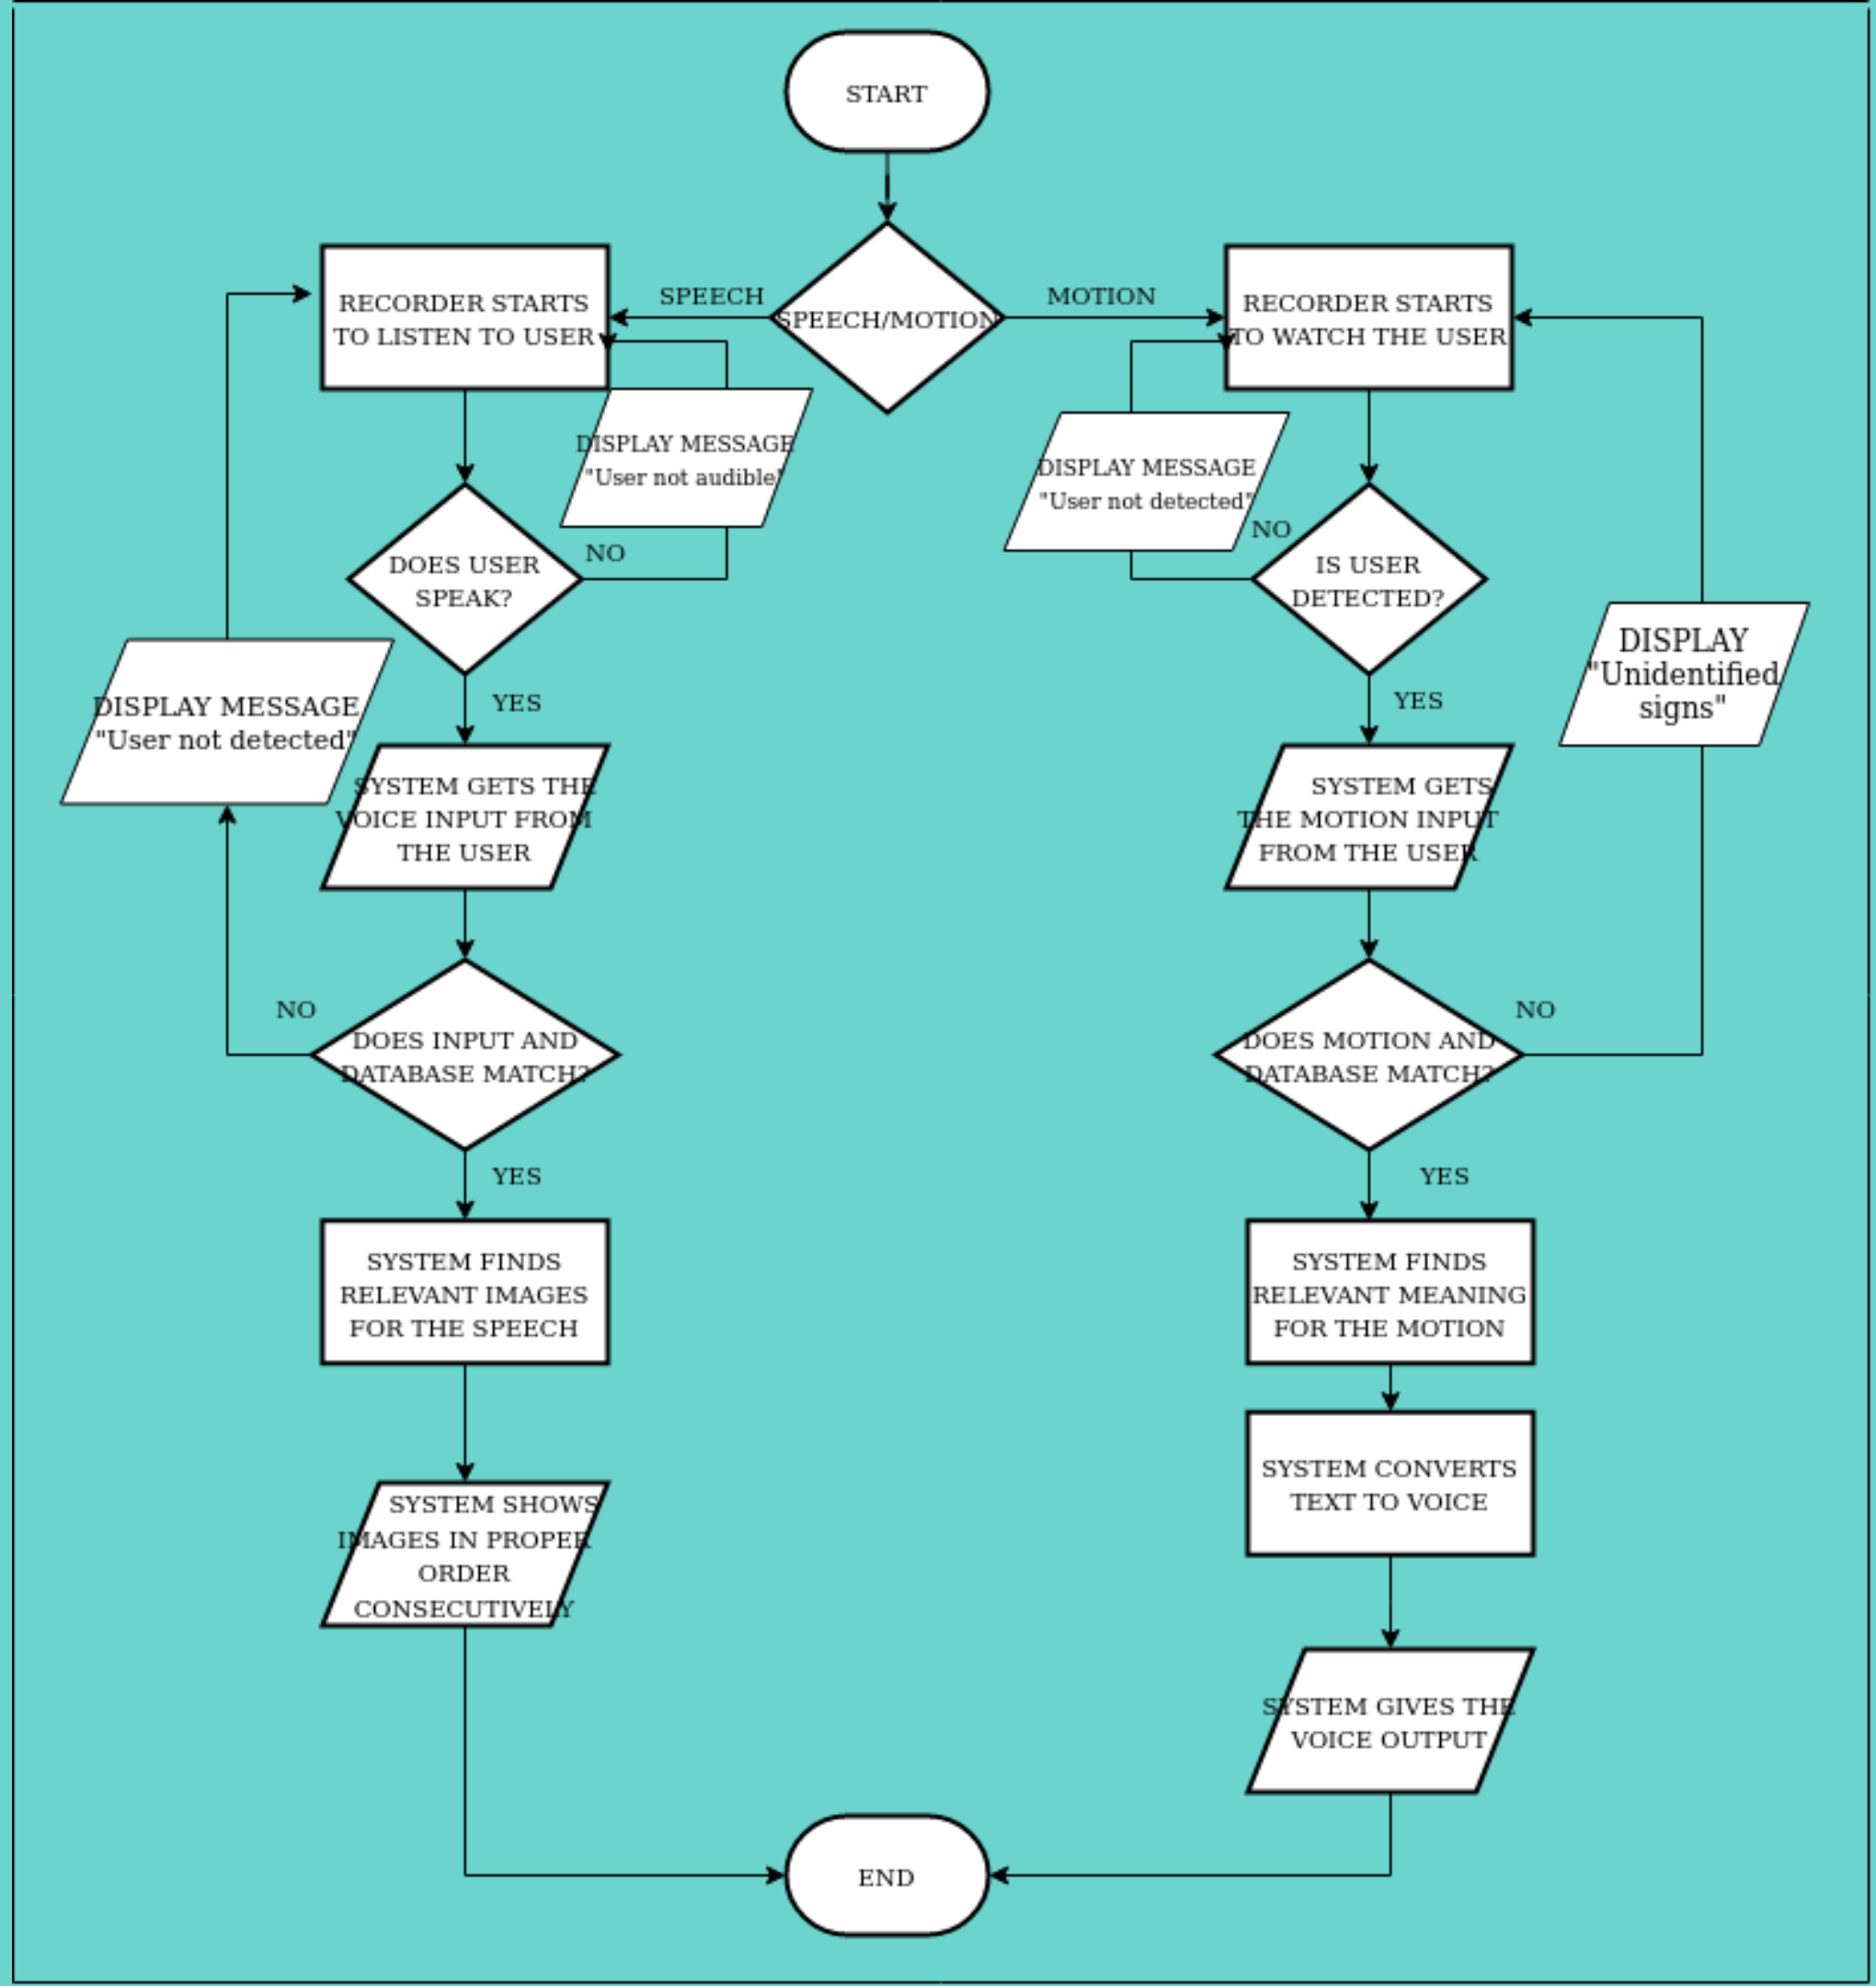 START
SPEECH/MOTION
SPEECH
MOTION
RECORDER STARTS
TO LISTEN TO USER
DISPLAY MESSAGE
"User not audible"
DOES USER
SPEAK?
NO
YES
DISPLAY MESSAGE
"User not detected"
SYSTEM GETS THE
VOICE INPUT FROM
THE USER
DOES INPUT AND
DATABASE MATCH?
NO
YES
SYSTEM FINDS
RELEVANT IMAGES
FOR THE SPEECH
SYSTEM SHOWS
IMAGES IN PROPER
ORDER
CONSECUTIVELY
RECORDER STARTS
TO WATCH THE USER
DISPLAY MESSAGE
"User not detected"
NO
IS USER
DETECTED?
YES
DISPLAY
"Unidentified
signs"
SYSTEM GETS
THE MOTION INPUT
FROM THE USER
DOES MOTION AND
DATABASE MATCH?
NO
YES
SYSTEM FINDS
RELEVANT MEANING
FOR THE MOTION
SYSTEM CONVERTS
TEXT TO VOICE
SYSTEM GIVES THE
VOICE OUTPUT
END